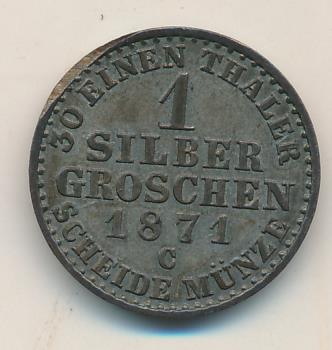 30 EINEN THALER
1
SILBER
GROSCHEN
1871
C
SCHEIDE MÜNZE